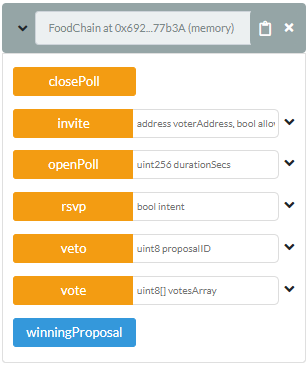 FoodChain at 0x692...77b3A (memory)
closePoll
invite address voterAddress, bool allow
openPoll uint256 durationSecs
rsvp bool intent
veto uint8 proposalID
vote uint8[] votesArray
winningProposal